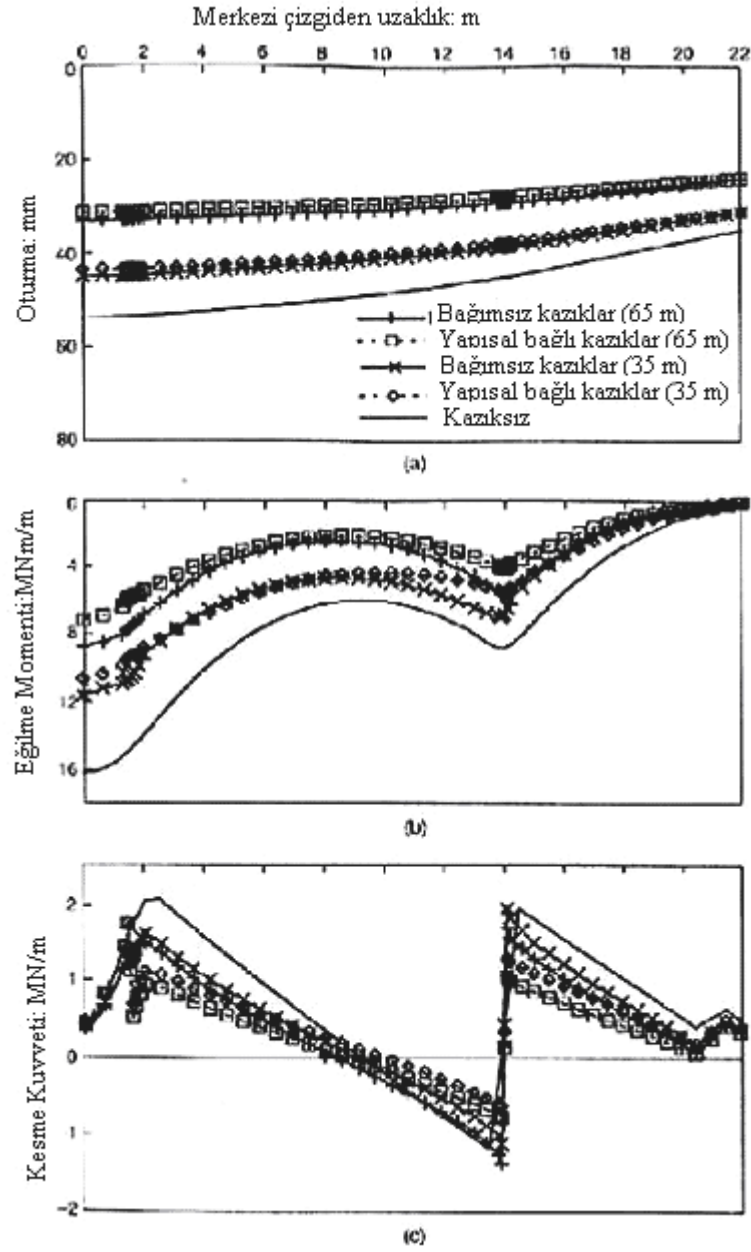 Merkezi çizgiden uzaklık: m
0 2 4 6 8 10 12 14 16 18 20 22
0
20
40
60
80
Oturma: mm
Bağımsız kazıklar (65 m)
Yapısal bağlı kazıklar (65 m)
Bağımsız kazıklar (35 m)
Yapısal bağlı kazıklar (35 m)
Kazıksız
(a)
0
4
8
12
16
Eğilme Momenti:MNm/m
(b)
2
1
0
1
-2
Kesme Kuvveti: MN/m
(c)